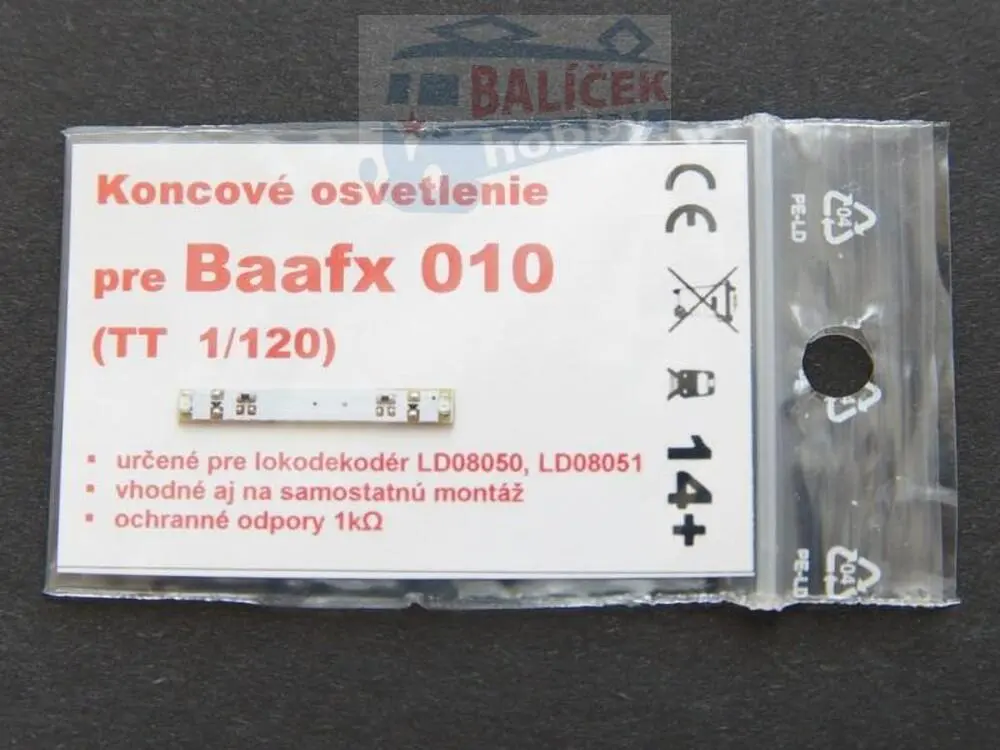 BALÍČEK
hobby
Koncové osvetlenie
pre Baafx 010
(TT 1/120)
▪ určené pre lokodekodér LD08050, LD08051
▪ vhodné aj na samostatnú montáž
▪ ochranné odpory 1kΩ
CE
14+
04
PE-LD
04
PE-LD